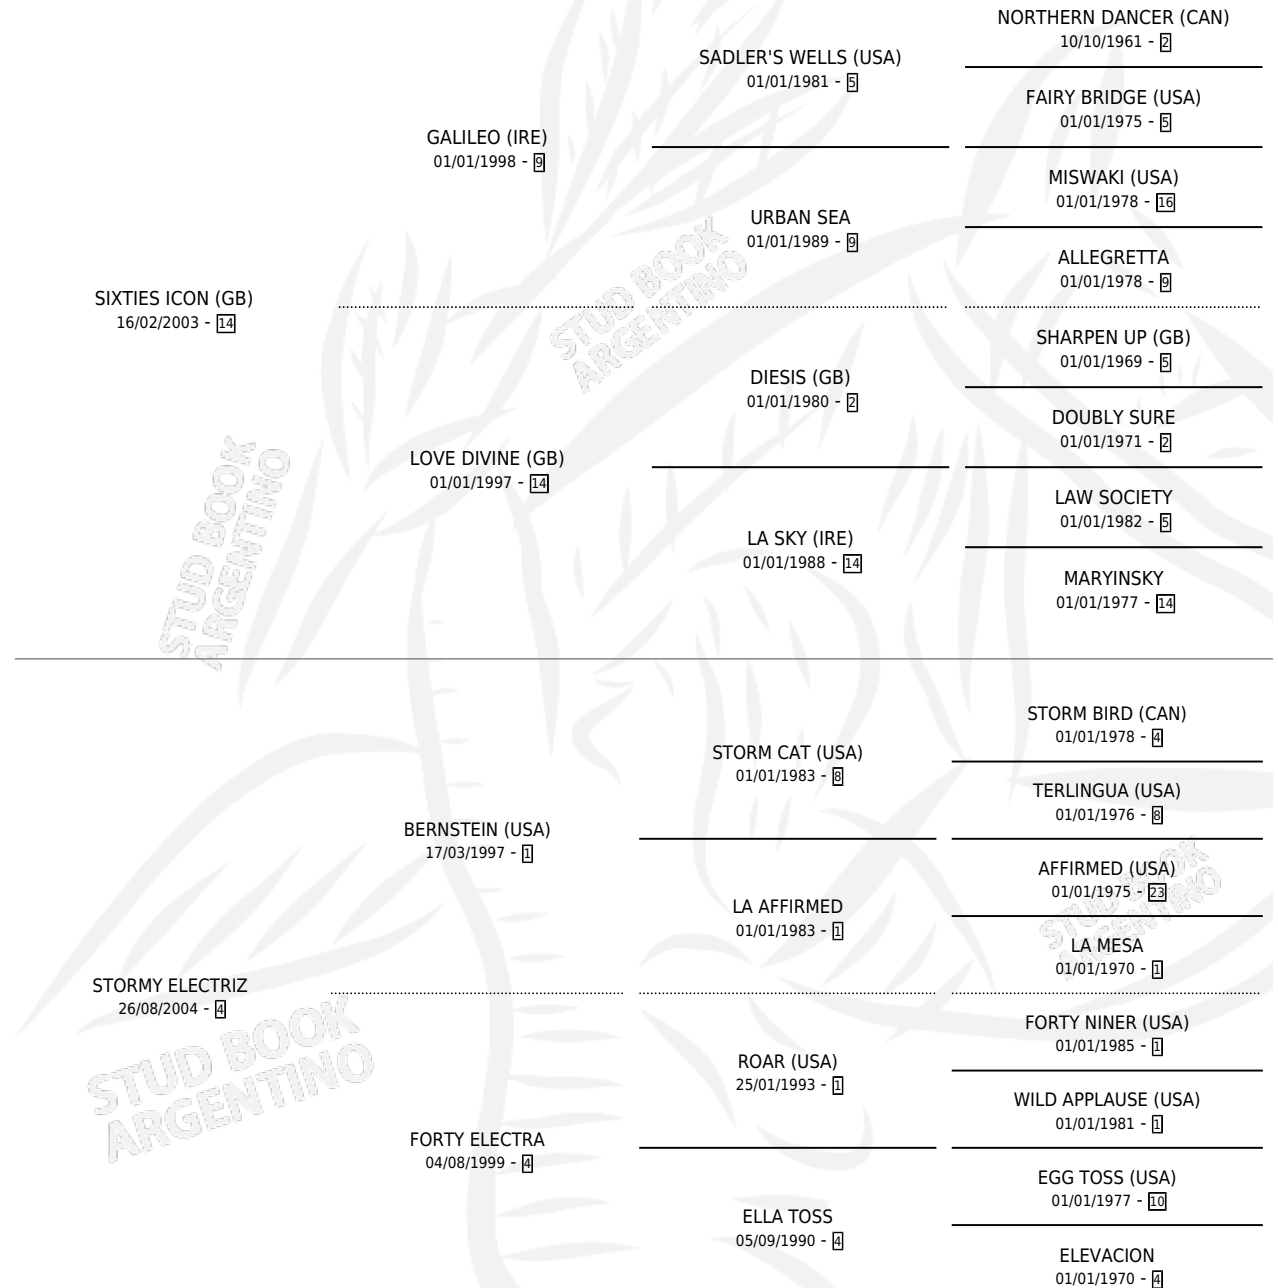 NORTHERN DANCER (CAN)
10/10/1961 - 2
SADLER'S WELLS (USA)
01/01/1981 - 5
FAIRY BRIDGE (USA)
01/01/1975 - 5
GALILEO (IRE)
01/01/1998 - 9
MISWAKI (USA)
01/01/1978 - 16
URBAN SEA
01/01/1989 - 9
ALLEGRETTA
01/01/1978 - 9
SIXTIES ICON (GB)
16/02/2003 - 14
SHARPEN UP (GB)
01/01/1969 - 5
DIESIS (GB)
01/01/1980 - 2
DOUBLY SURE
01/01/1971 - 2
LOVE DIVINE (GB)
01/01/1997 - 14
LAW SOCIETY
01/01/1982 - 5
LA SKY (IRE)
01/01/1988 - 14
MARYINSKY
01/01/1977 - 14
STORM BIRD (CAN)
01/01/1978 - 4
STORM CAT (USA)
01/01/1983 - 8
TERLINGUA (USA)
01/01/1976 - 8
BERNSTEIN (USA)
17/03/1997 - 1
AFFIRMED (USA)
01/01/1975 - 23
LA AFFIRMED
01/01/1983 - 1
LA MESA
01/01/1970 - 1
STORMY ELECTRIZ
26/08/2004 - 4
FORTY NINER (USA)
01/01/1985 - 1
ROAR (USA)
25/01/1993 - 1
WILD APPLAUSE (USA)
01/01/1981 - 1
FORTY ELECTRA
04/08/1999 - 4
EGG TOSS (USA)
01/01/1977 - 10
ELLA TOSS
05/09/1990 - 4
ELEVACION
01/01/1970 - 4
STUD BOOK
ARGENTINO
STUD BOOK
ARGENTINO
STUD BOOK
ARGENTINO
STUD BOOK
ARGENTINO